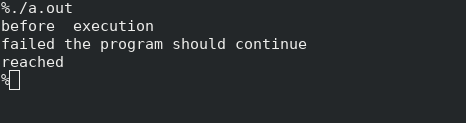 %./a.out
before  execution
failed the program should continue
reached
%